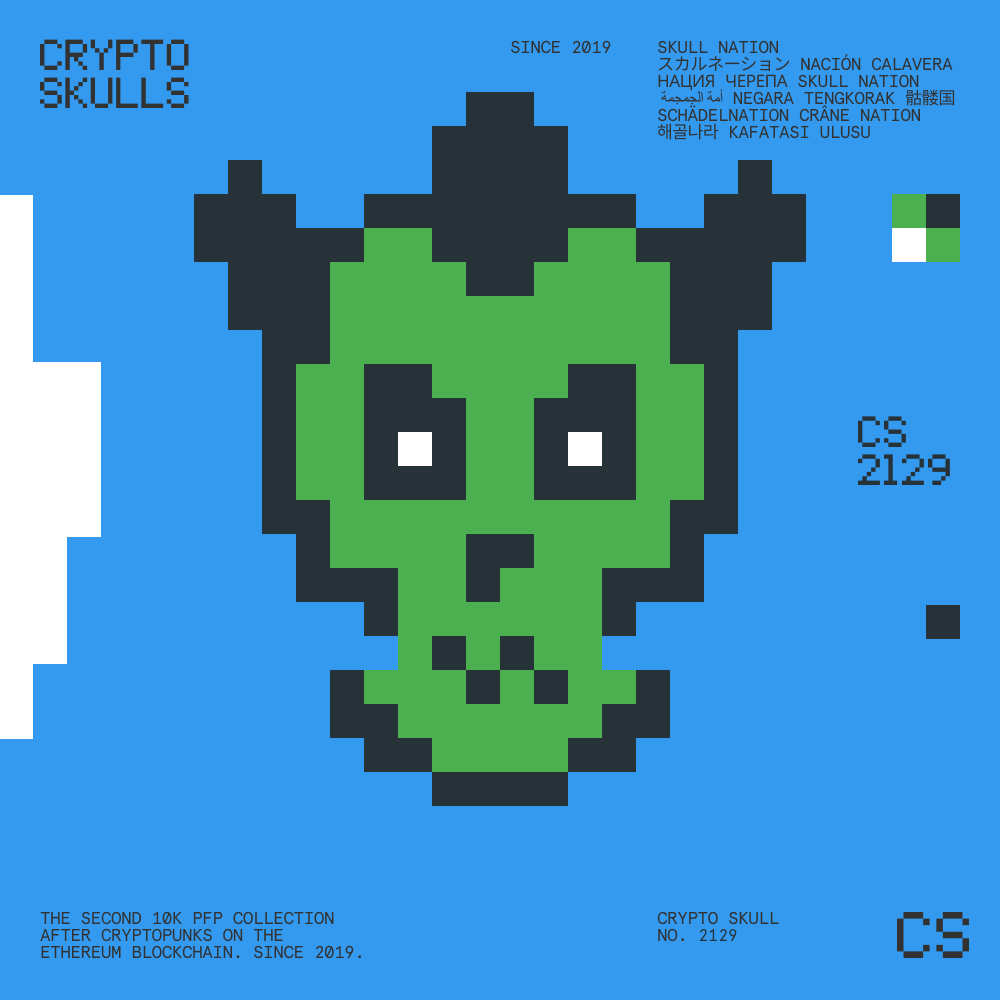 CRYPTO
SKULLS
SINCE 2019
SKULL NATION
スカルネーション NACIÓN CALAVERA
НАЦИЯ ЧЕРЕПА SKULL NATION
أمة الجمجمة NEGARA TENGKORAK 骷髅国
SCHÄDELNATION CRÂNE NATION
해골나라 KAFATASI ULUSU
CS
2129
THE SECOND 10K PFP COLLECTION
AFTER CRYPTOPUNKS ON THE
ETHEREUM BLOCKCHAIN. SINCE 2019.
CRYPTO SKULL
NO. 2129
CS